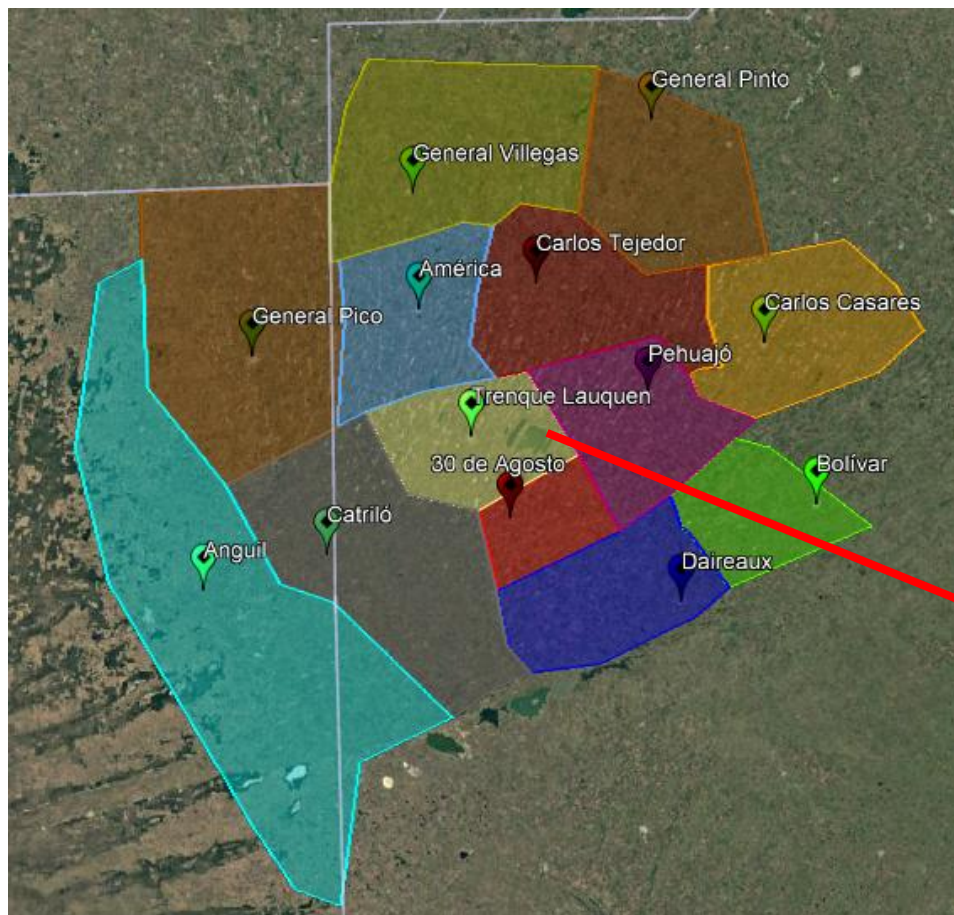 General Pinto
General Villegas
Carlos Tejedor
América
Carlos Casares
General Pico
Pehuajó
Trenque Lauquen
30 de Agosto
Bolívar
Catriló
Anguil
Daireaux